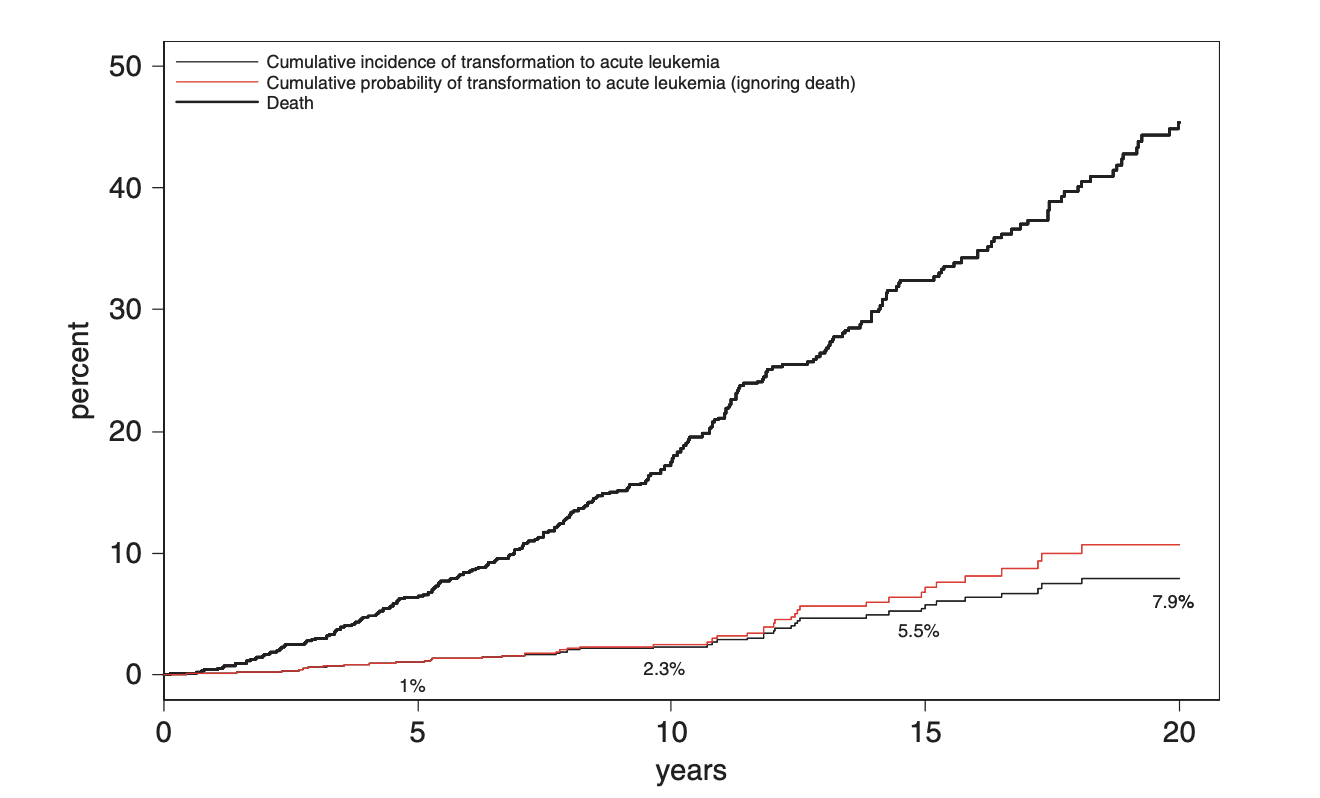 Cumulative incidence of transformation to acute leukemia
Cumulative probability of transformation to acute leukemia (ignoring death)
Death
percent
50
40
30
20
10
0
1%
2.3%
5.5%
7.9%
0 5 10 15 20
years